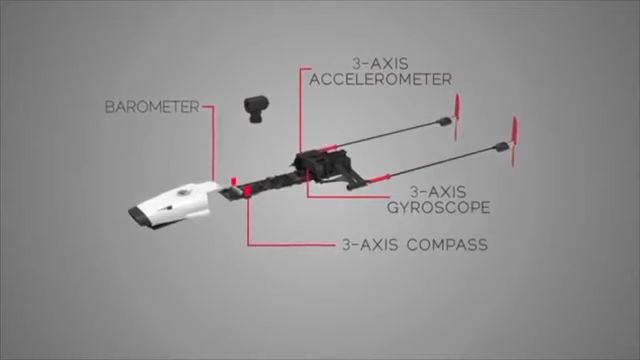 3-AXIS
ACCELEROMETER
BAROMETER
3-AXIS
GYROSCOPE
3-AXIS COMPASS